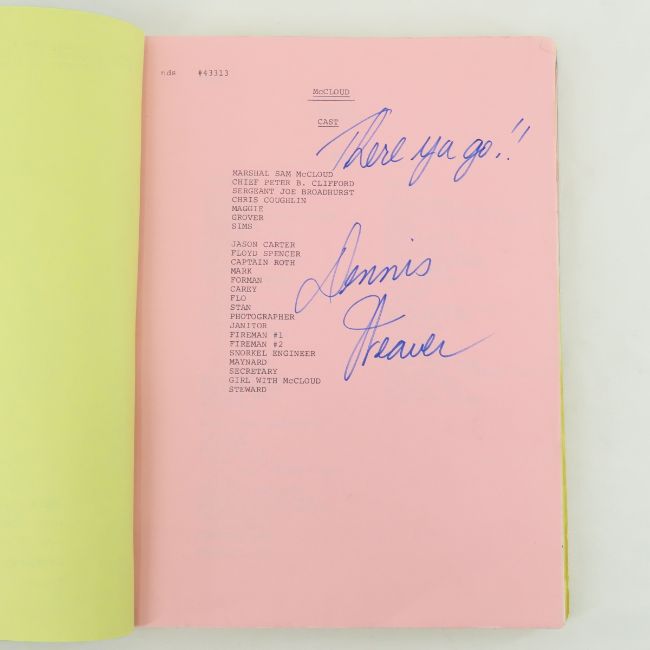 nds #43313
McCLOUD
CAST
There ya go!!
MARSHAL SAM McCLOUD
CHIEF PETER B. CLIFFORD
SERGEANT JOE BROADHURST
CHRIS COUGHLIN
MAGGIE
GROVER
SIMS
JASON CARTER
FLOYD SPENCER
CAPTAIN ROTH
MARK
FORMAN
CAREY
FLO
STAN
PHOTOGRAPHER
JANITOR
FIREMAN #1
FIREMAN #2
SNORKEL ENGINEER
MAYNARD
SECRETARY
GIRL WITH McCLOUD
STEWARD
Dennis
Weaver